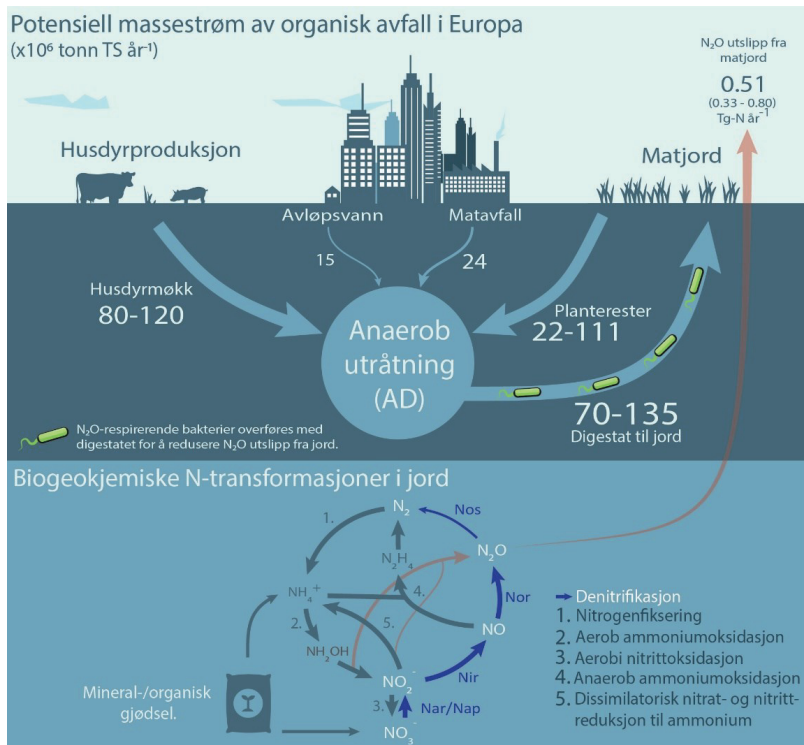 Potensiell massestrøm av organisk avfall i Europa
(x10⁶ tonn TS år⁻¹)
N₂O utslipp fra
matjord
0.51
(0.33 - 0.80)
Tg-N år⁻¹
Husdyrproduksjon
Matjord
Avløpsvann
Matavfall
15
24
Husdyrmøkk
80-120
Anaerob
utråtning
(AD)
Planterester
22-111
70-135
Digestat til jord
N₂O-respirerende bakterier overføres med
digestatet for å redusere N₂O utslipp fra jord.
Biogeokjemiske N-transformasjoner i jord
N₂
Nos
1.
N₂H₄
N₂O
NH₄⁺
4.
Nor
2.
5.
NO
NH₂OH
NO₂⁻
Nir
3.
Nar/Nap
NO₃⁻
Mineral-/organisk
gjødsel.
Denitrifikasjon
1. Nitrogenfiksering
2. Aerob ammoniumoksidasjon
3. Aerobi nitrittoksidasjon
4. Anaerob ammoniumoksidasjon
5. Dissimilatorisk nitrat- og nitritt-
reduksjon til ammonium